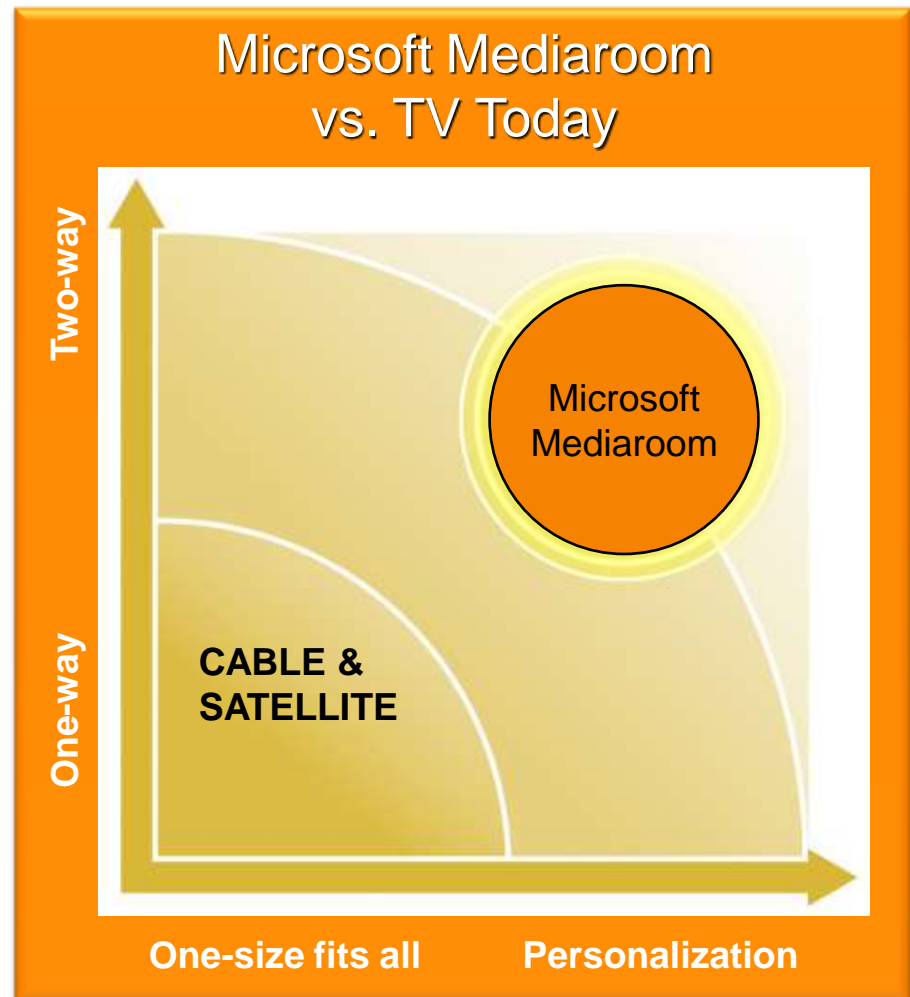 Microsoft Mediaroom
vs. TV Today
Two-way
Microsoft
Mediaroom
CABLE &
SATELLITE
One-way
One-size fits all
Personalization